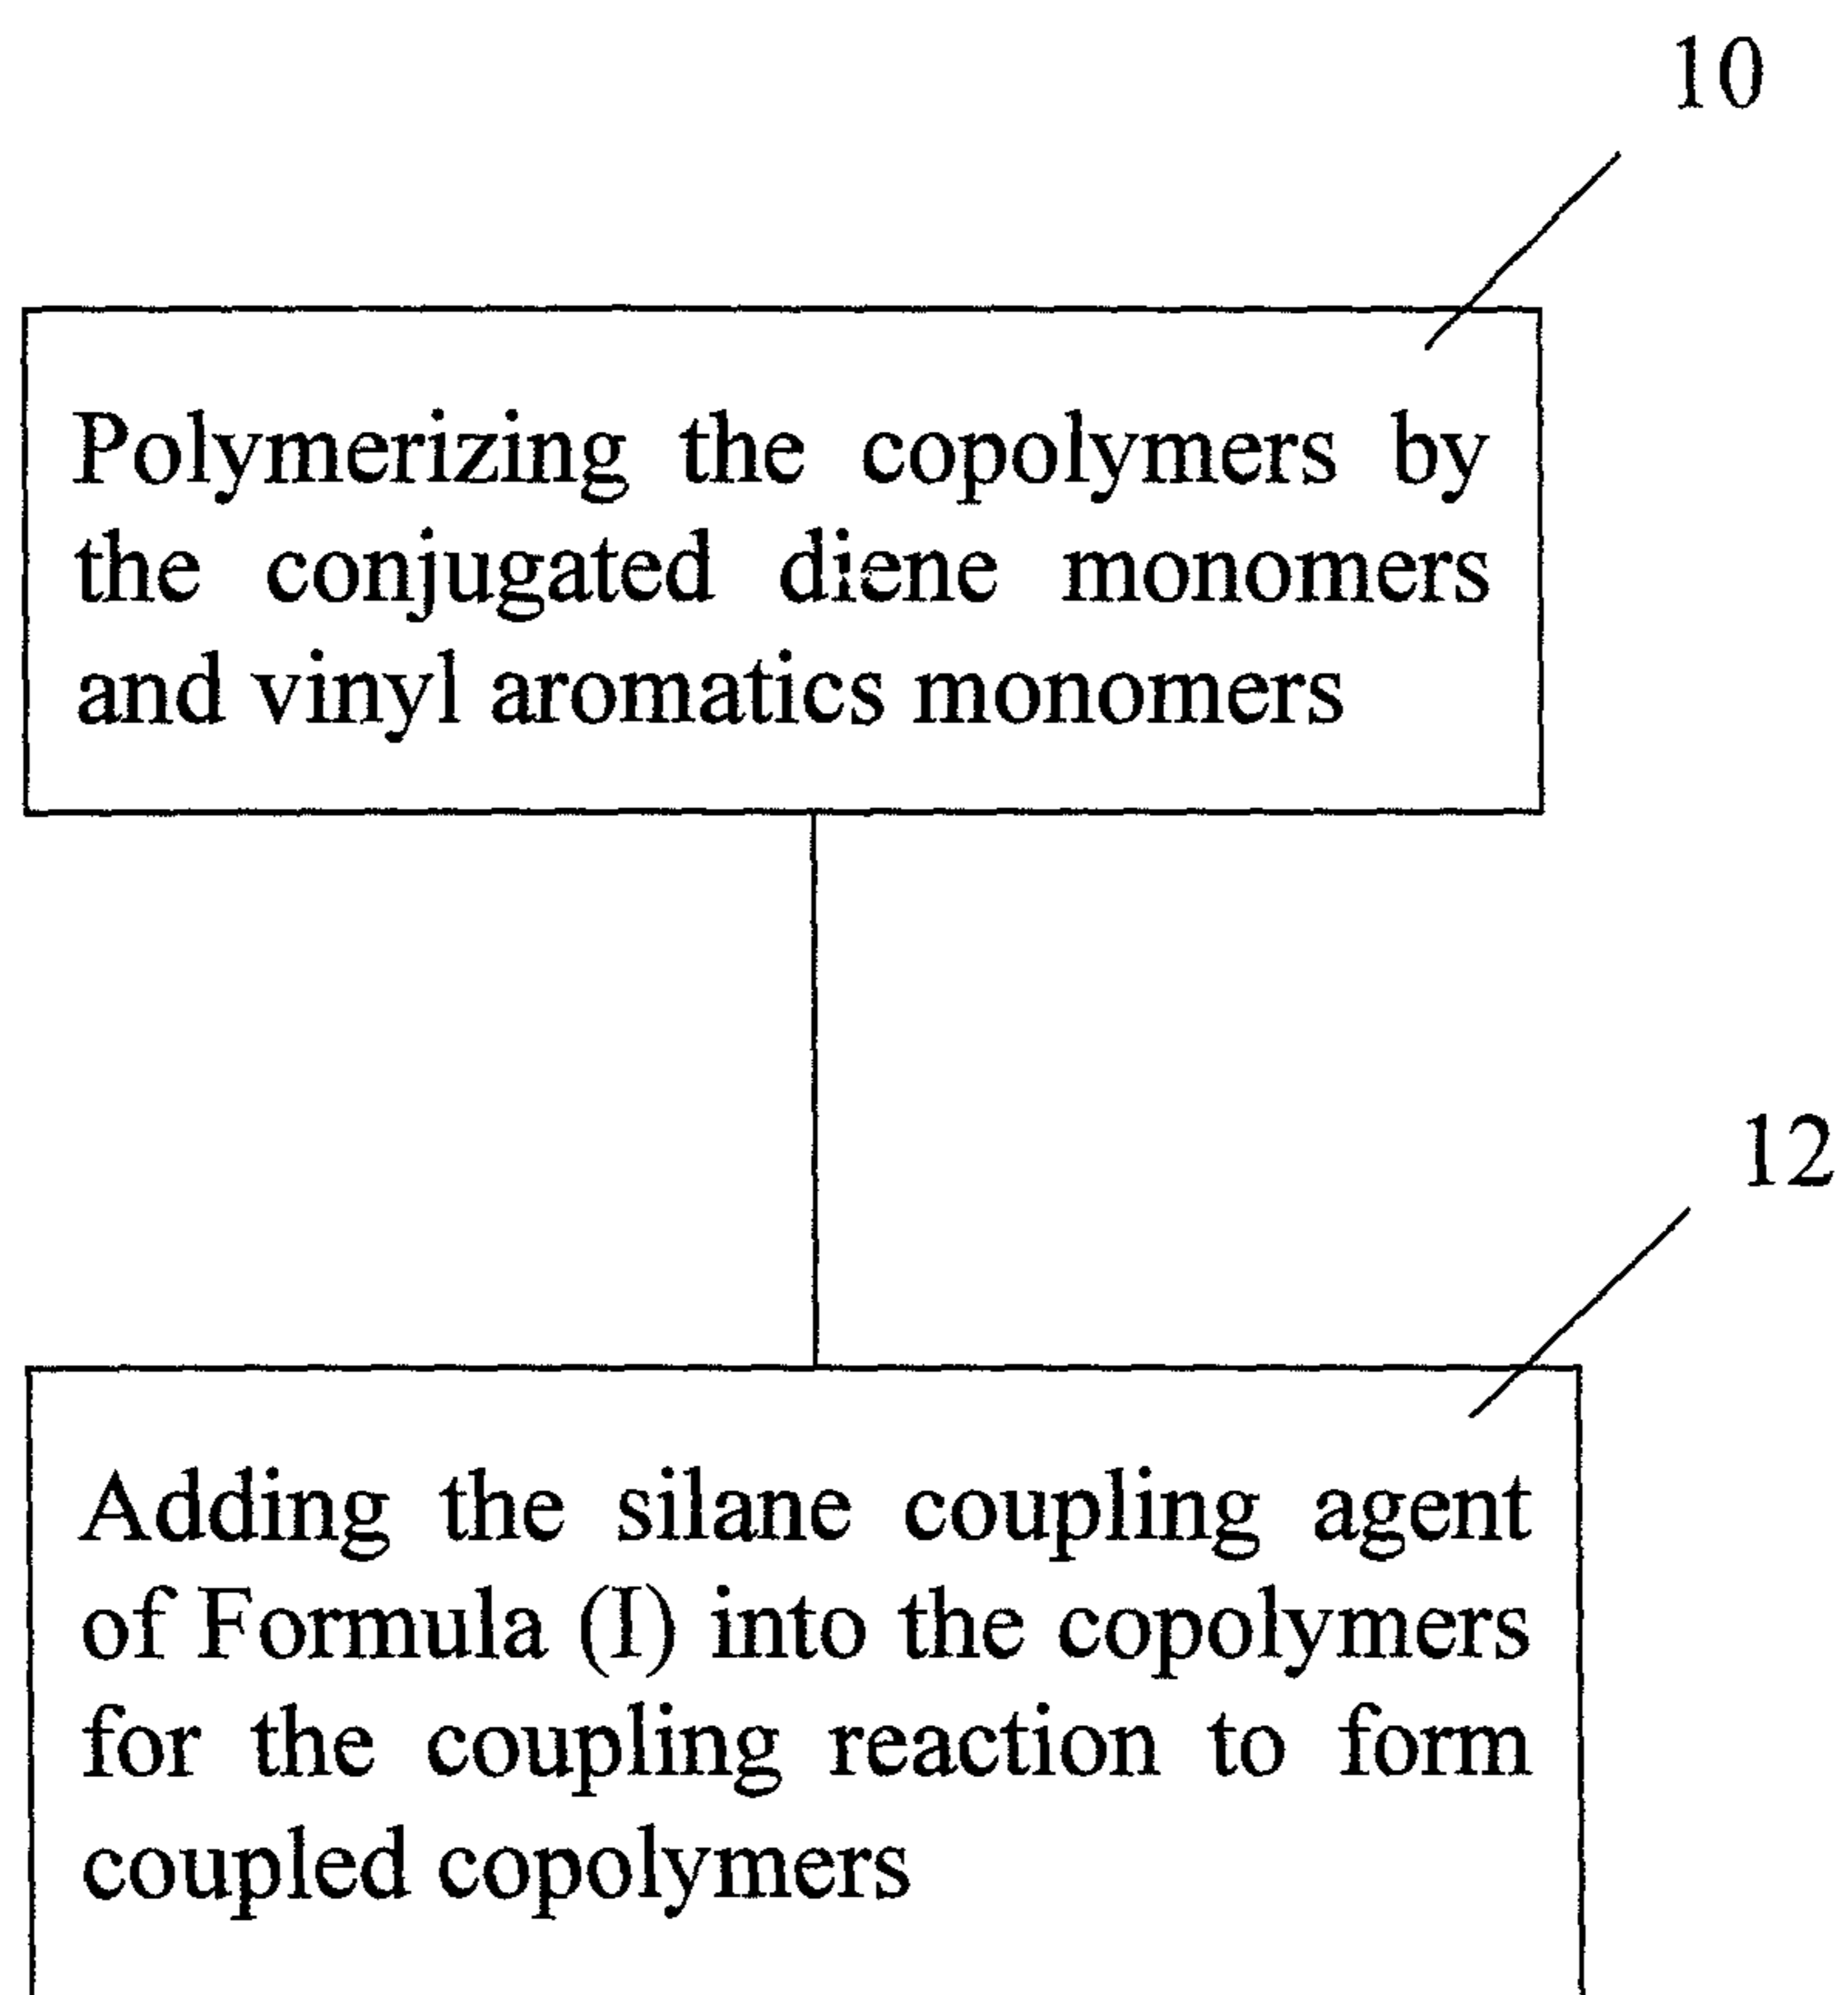 10
Polymerizing the copolymers by
the conjugated diene monomers
and vinyl aromatics monomers
12
Adding the silane coupling agent
of Formula (I) into the copolymers
for the coupling reaction to form
coupled copolymers